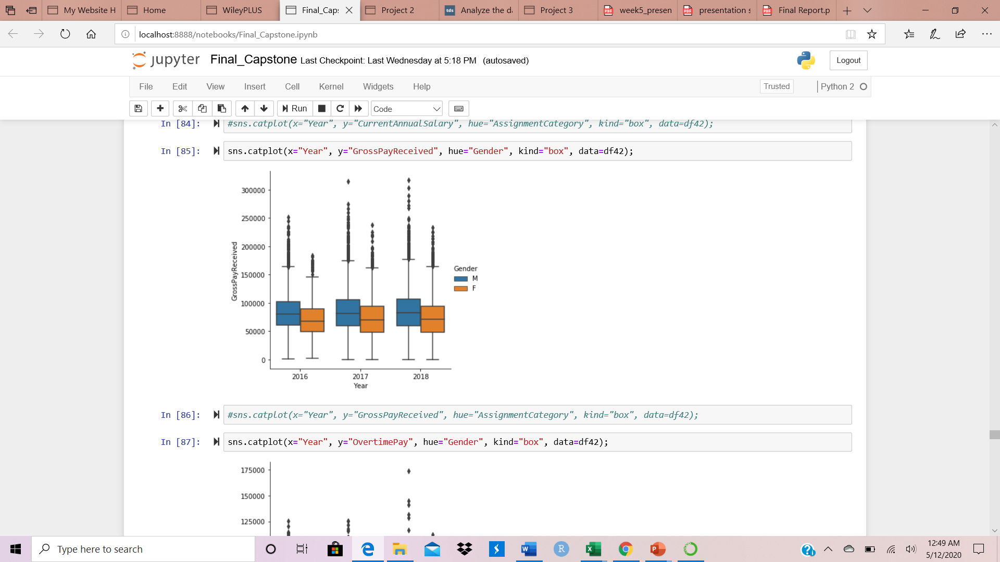 My Website H
Home
WileyPLUS
Final_Caps
Project 2
tds Analyze the d
Project 3
PDF week5_presen
PDF presentation s
PDF Final Report.p
localhost:8888/notebooks/Final_Capstone.ipynb
jupyter Final_Capstone Last Checkpoint: Last Wednesday at 5:18 PM (autosaved)
Logout
File Edit View Insert Cell Kernel Widgets Help
Trusted
Python 2
Run
Code
In [84]: #sns.catplot(x="Year", y="CurrentAnnualSalary", hue="AssignmentCategory", kind="box", data=df42);
In [85]: sns.catplot(x="Year", y="GrossPayReceived", hue="Gender", kind="box", data=df42);
300000
250000
200000
150000
100000
50000
0
GrossPayReceived
2016 2017 2018
Year
Gender
M
F
In [86]: #sns.catplot(x="Year", y="GrossPayReceived", hue="AssignmentCategory", kind="box", data=df42);
In [87]: sns.catplot(x="Year", y="OvertimePay", hue="Gender", kind="box", data=df42);
175000
150000
125000
Type here to search
12:49 AM
5/12/2020